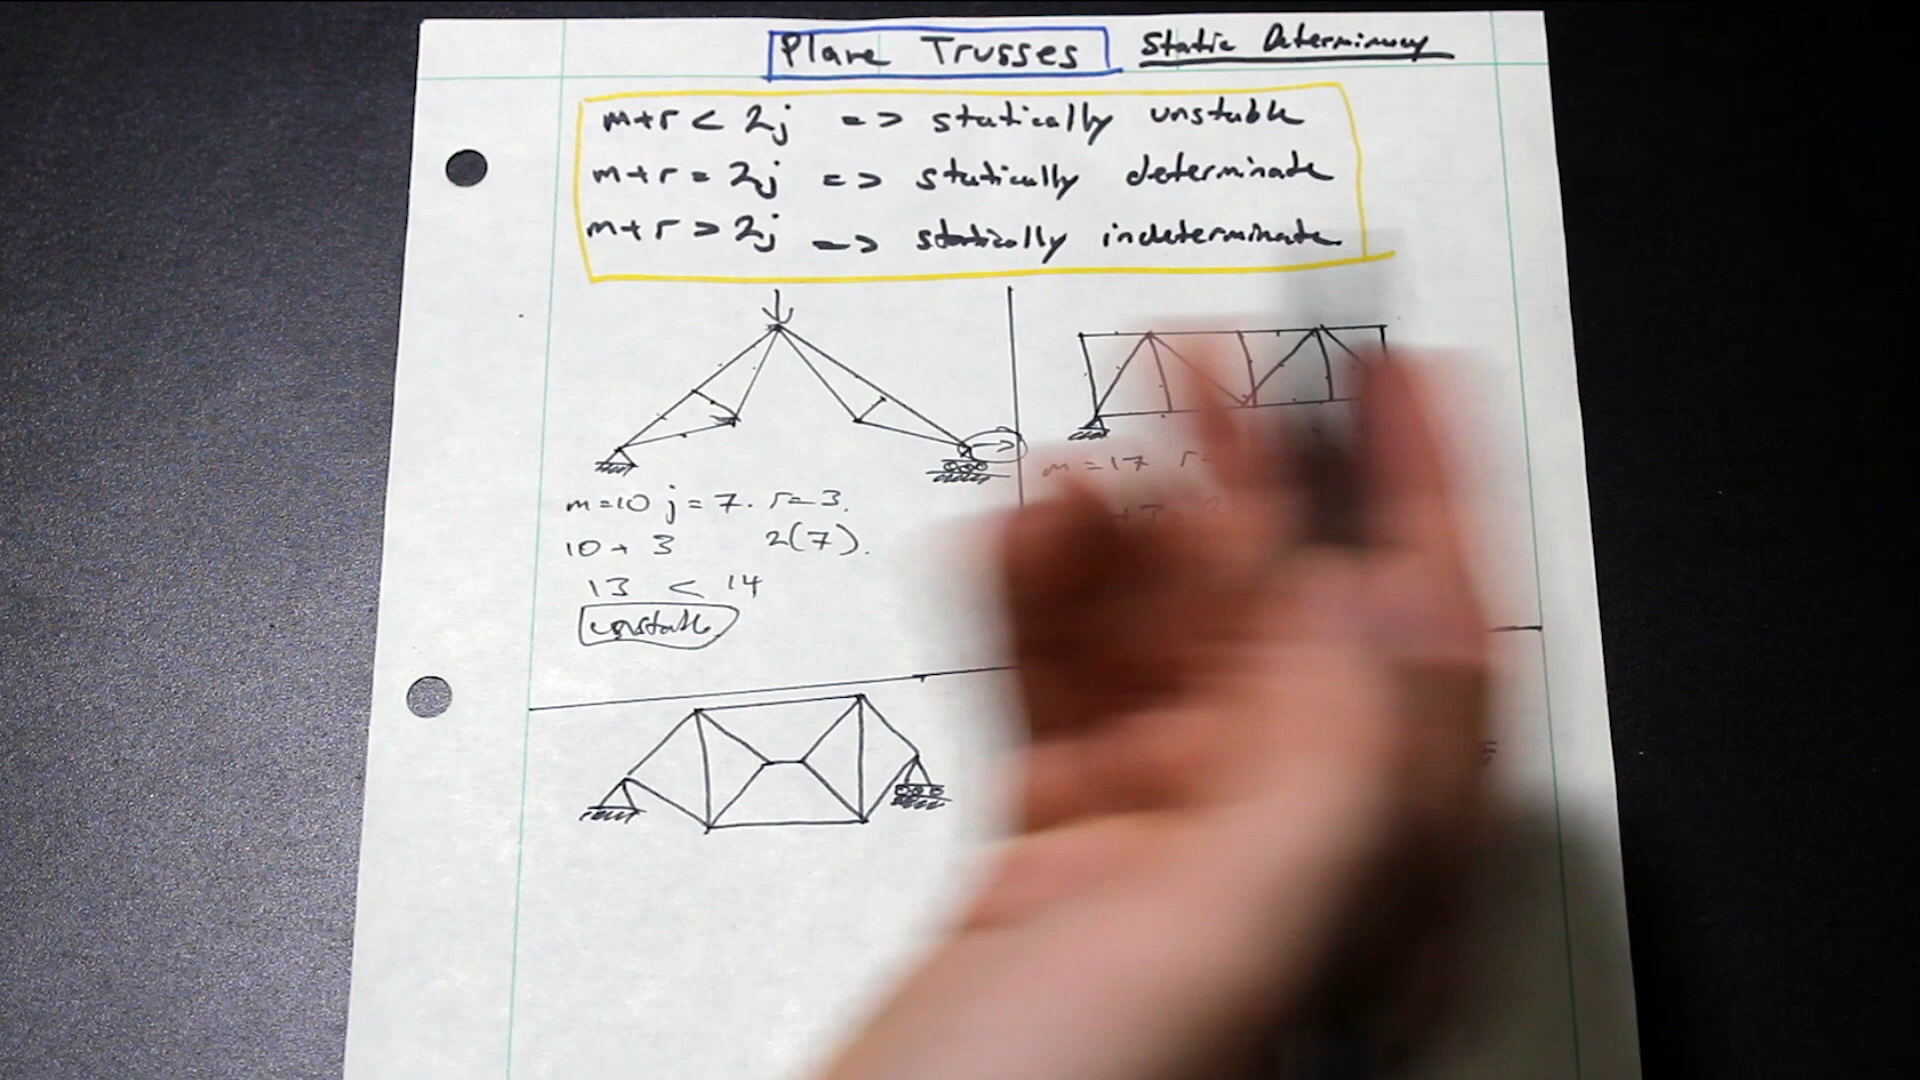 Plane Trusses Static Determinacy
m+r < 2j => statically unstable
m+r = 2j => statically determinate
m+r > 2j => statically indeterminate
m=10 j=7. r=3.
10+3 2(7).
13 < 14
unstable
m=17 r=
+3